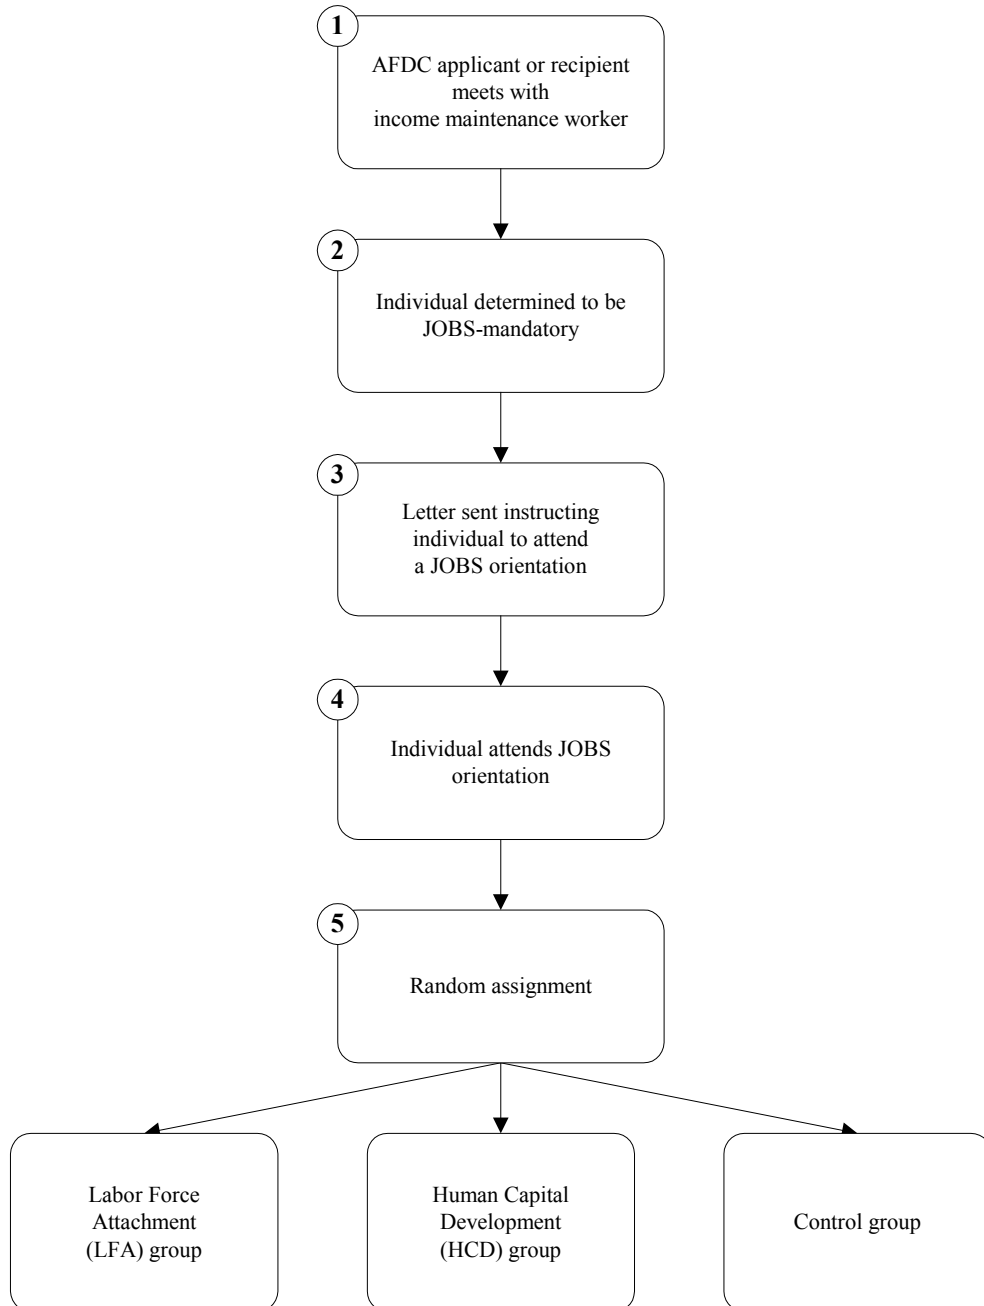 1
AFDC applicant or recipient
meets with
income maintenance worker
2
Individual determined to be
JOBS-mandatory
3
Letter sent instructing
individual to attend
a JOBS orientation
4
Individual attends JOBS
orientation
5
Random assignment
Labor Force
Attachment
(LFA) group
Human Capital
Development
(HCD) group
Control group